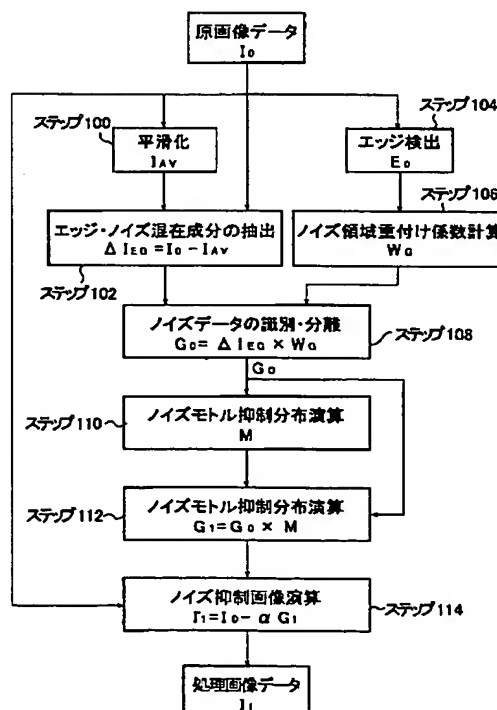 原画像データ
I0
ステップ100
平滑化
IAV
ステップ104
エッジ検出
E0
ステップ106
エッジ・ノイズ混在成分の抽出
ΔIEG=I0-IAV
ステップ102
ノイズ領域重付け係数計算
WG
ノイズデータの識別・分離
G0=ΔIEG×WG
ステップ108
G0
ステップ110
ノイズモトル抑制分布演算
M
ステップ112
ノイズモトル抑制分布演算
G1=G0×M
ノイズ抑制画像演算
I'1=I0-αG1
ステップ114
処理画像データ
I1